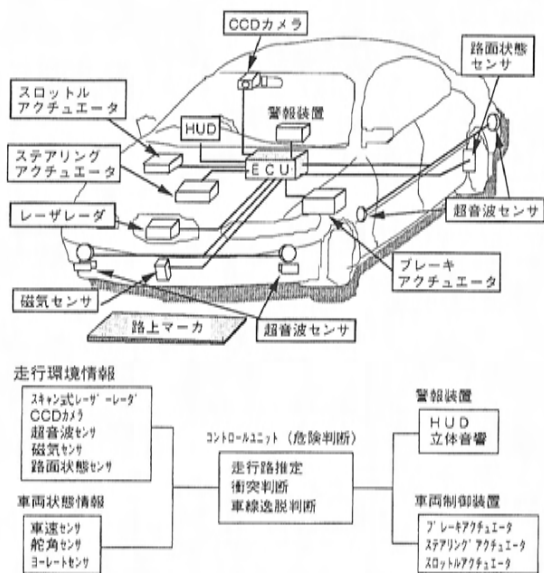 CCDカメラ
路面状態
センサ
スロットル
アクチュエータ
警報装置
HUD
ステアリング
アクチュエータ
ECU
レーザレーダ
超音波センサ
ブレーキ
アクチュエータ
磁気センサ
超音波センサ
路上マーカ
走行環境情報
スキャン式レーザーレーダ
CCDカメラ
超音波センサ
磁気センサ
路面状態センサ
車両状態情報
車速センサ
舵角センサ
ヨーレートセンサ
コントロールユニット (危険判断)
走行路推定
衝突判断
車線逸脱判断
警報装置
HUD
立体音響
車両制御装置
ブレーキアクチュエータ
ステアリングアクチュエータ
スロットルアクチュエータ